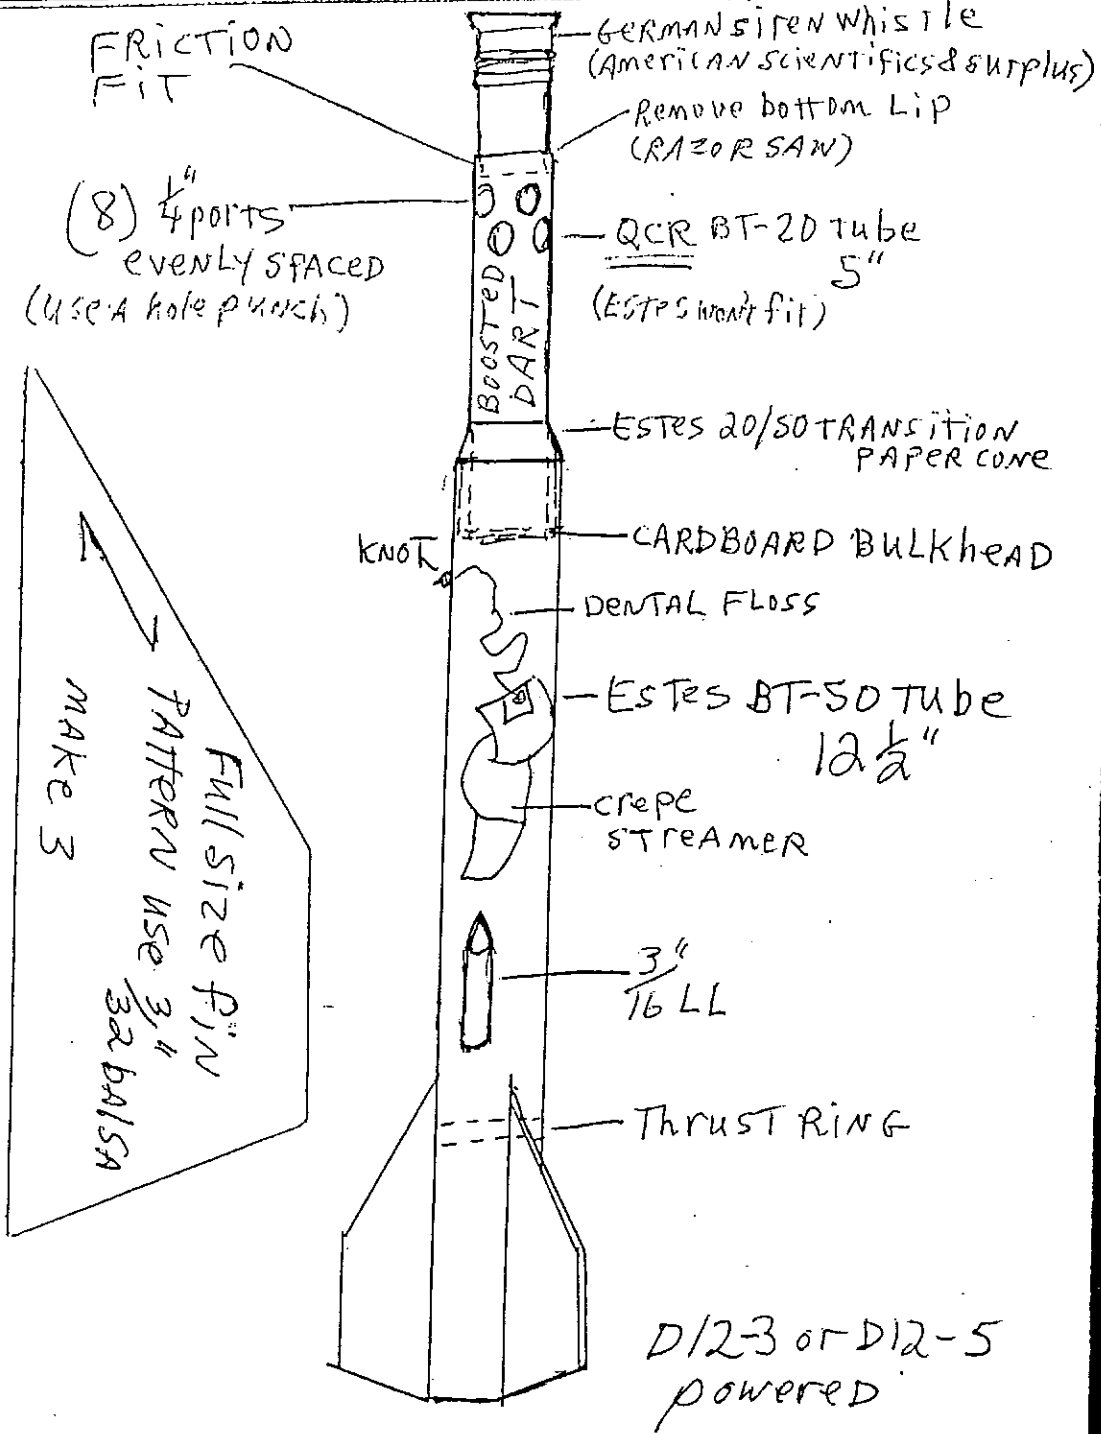 FRICTION
FIT
GERMAN SIREN WHISTLE
(AMERICAN SCIENTIFICS & SURPLUS)
Remove bottom Lip
(RAZOR SAW)
(8) 1/4" ports
evenly spaced
(use A hole punch)
QCR BT-20 Tube
5"
(ESTES won't fit)
BOOSTED
DART
ESTES 20/50 TRANSITION
PAPER CONE
CARDBOARD BULKHEAD
KNOT
DENTAL FLOSS
ESTES BT-50 Tube
12 1/2"
crepe
STREAMER
3/16" LL
THRUST RING
Full Size fin
PATTERN use 3/32" balsa
MAKE 3
D12-3 or D12-5
powered